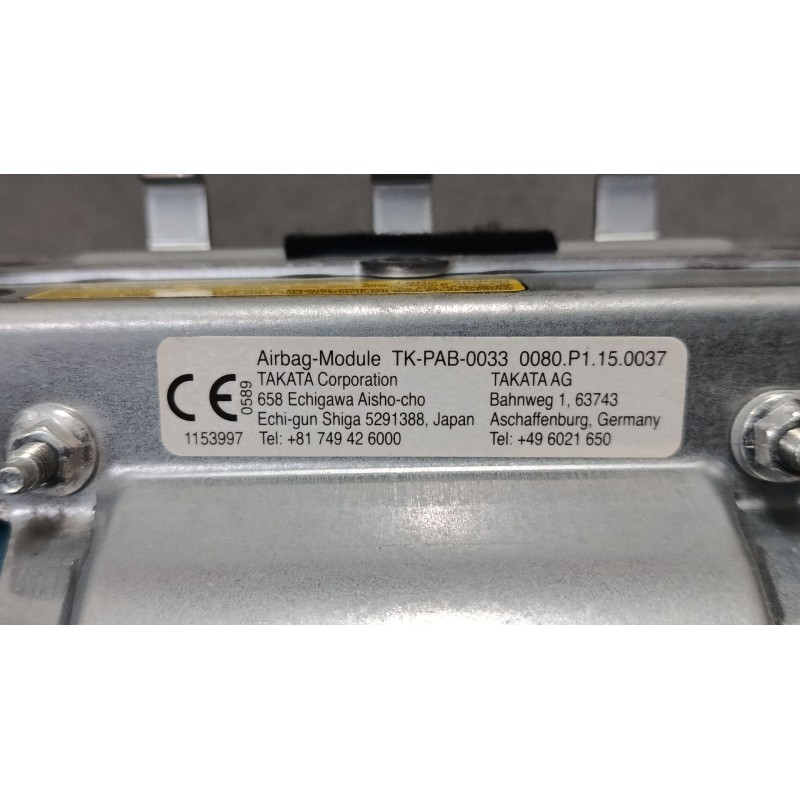 Airbag-Module TK-PAB-0033 0080.P1.15.0037
CE 0589
TAKATA Corporation
658 Echigawa Aisho-cho
Echi-gun Shiga 5291388, Japan
Tel: +81 749 42 6000
TAKATA AG
Bahnweg 1, 63743
Aschaffenburg, Germany
Tel: +49 6021 650
1153997